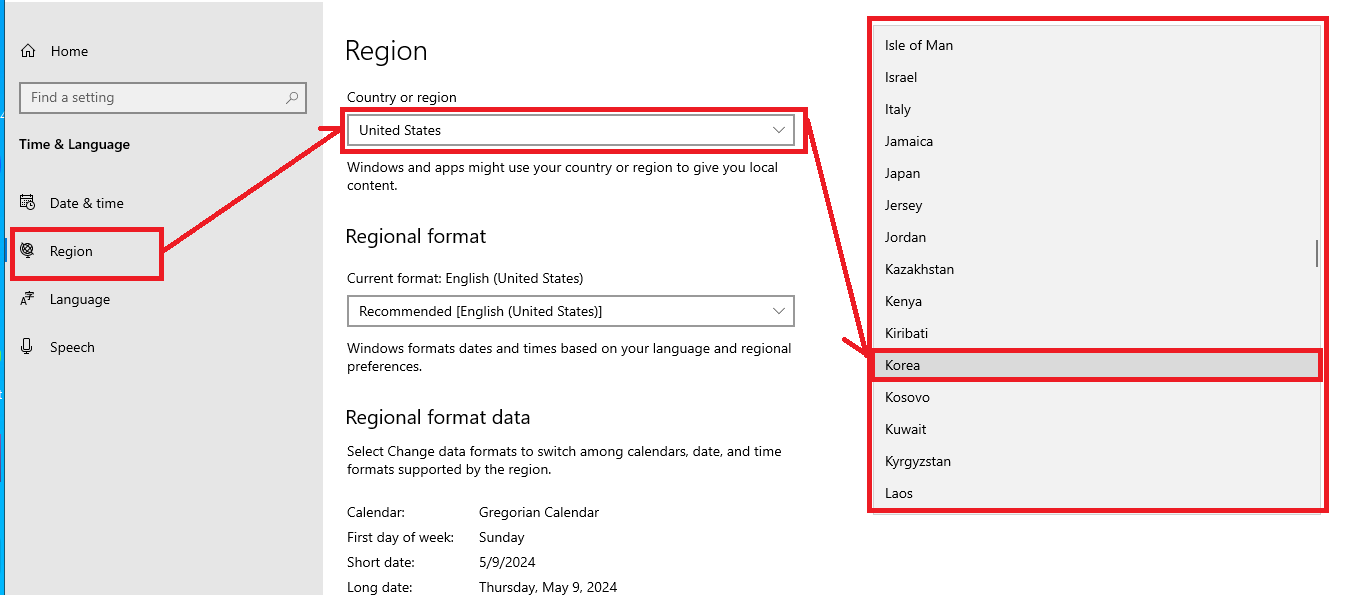 Home
Find a setting
Time & Language
Date & time
Region
Language
Speech
Region
Country or region
United States
Windows and apps might use your country or region to give you local
content.
Regional format
Current format: English (United States)
Recommended [English (United States)]
Windows formats dates and times based on your language and regional
preferences.
Regional format data
Select Change data formats to switch among calendars, date, and time
formats supported by the region.
Calendar: Gregorian Calendar
First day of week: Sunday
Short date: 5/9/2024
Long date: Thursday, May 9, 2024
Isle of Man
Israel
Italy
Jamaica
Japan
Jersey
Jordan
Kazakhstan
Kenya
Kiribati
Korea
Kosovo
Kuwait
Kyrgyzstan
Laos